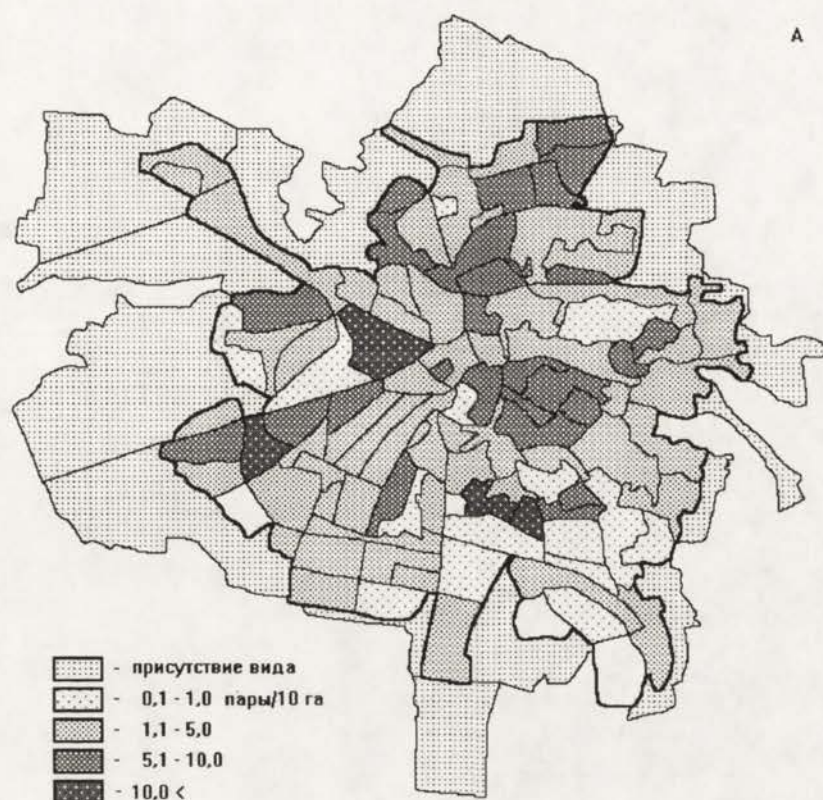 А
- присутствие вида
- 0,1 - 1,0 пары/10 га
- 1,1 - 5,0
- 5,1 - 10,0
- 10,0 <